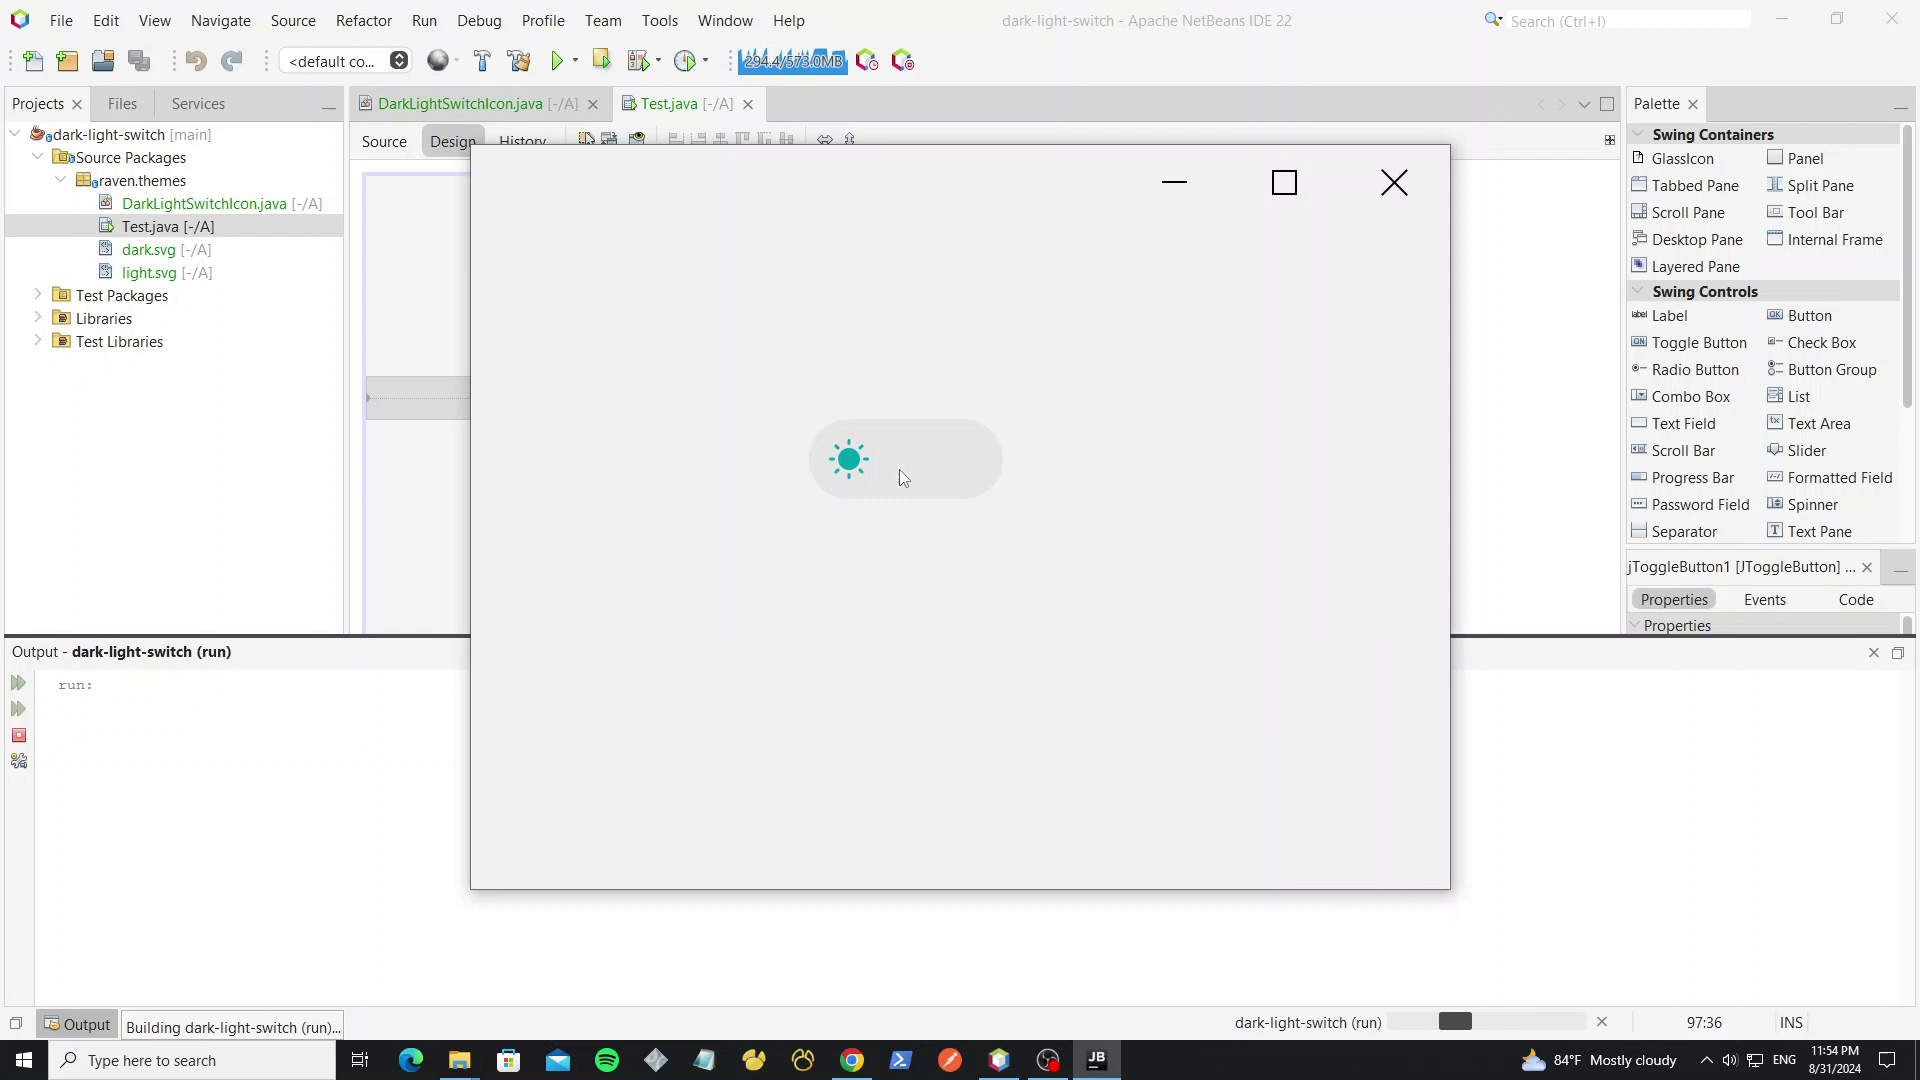 File Edit View Navigate Source Refactor Run Debug Profile Team Tools Window Help
dark-light-switch - Apache NetBeans IDE 22
Search (Ctrl+I)
<default co...
294.4/573.0MB
Projects Files Services
DarkLightSwitchIcon.java [-/A] Test.java [-/A]
Source Design History
dark-light-switch [main]
Source Packages
raven.themes
DarkLightSwitchIcon.java [-/A]
Test.java [-/A]
dark.svg [-/A]
light.svg [-/A]
Test Packages
Libraries
Test Libraries
Palette
Swing Containers
GlassIcon Panel
Tabbed Pane Split Pane
Scroll Pane Tool Bar
Desktop Pane Internal Frame
Layered Pane
Swing Controls
Label Button
Toggle Button Check Box
Radio Button Button Group
Combo Box List
Text Field Text Area
Scroll Bar Slider
Progress Bar Formatted Field
Password Field Spinner
Separator Text Pane
jToggleButton1 [JToggleButton] ...
Properties Events Code
Properties
Output - dark-light-switch (run)
run:
Output Building dark-light-switch (run)...
dark-light-switch (run) 97:36 INS
Type here to search
JB
84°F Mostly cloudy ENG
11:54 PM
8/31/2024